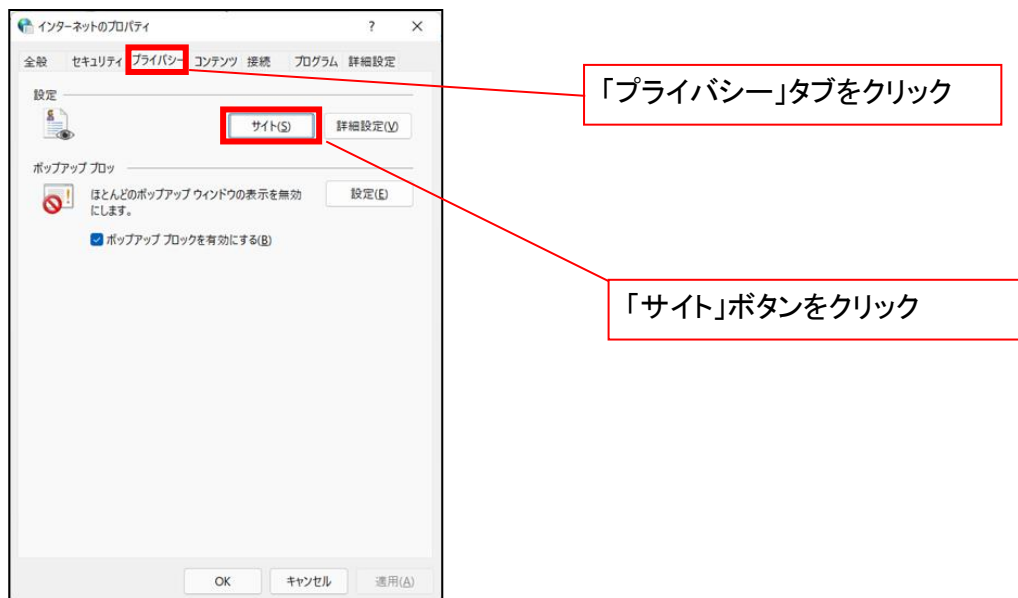 インターネットのプロパティ ? ×
全般 セキュリティ プライバシー コンテンツ 接続 プログラム 詳細設定
「プライバシー」タブをクリック
設定
サイト(S) 詳細設定(V)
ポップアップ ブロッ
ほとんどのポップアップ ウィンドウの表示を無効
にします。
設定(E)
ポップアップ ブロックを有効にする(B)
「サイト」ボタンをクリック
OK キャンセル 適用(A)